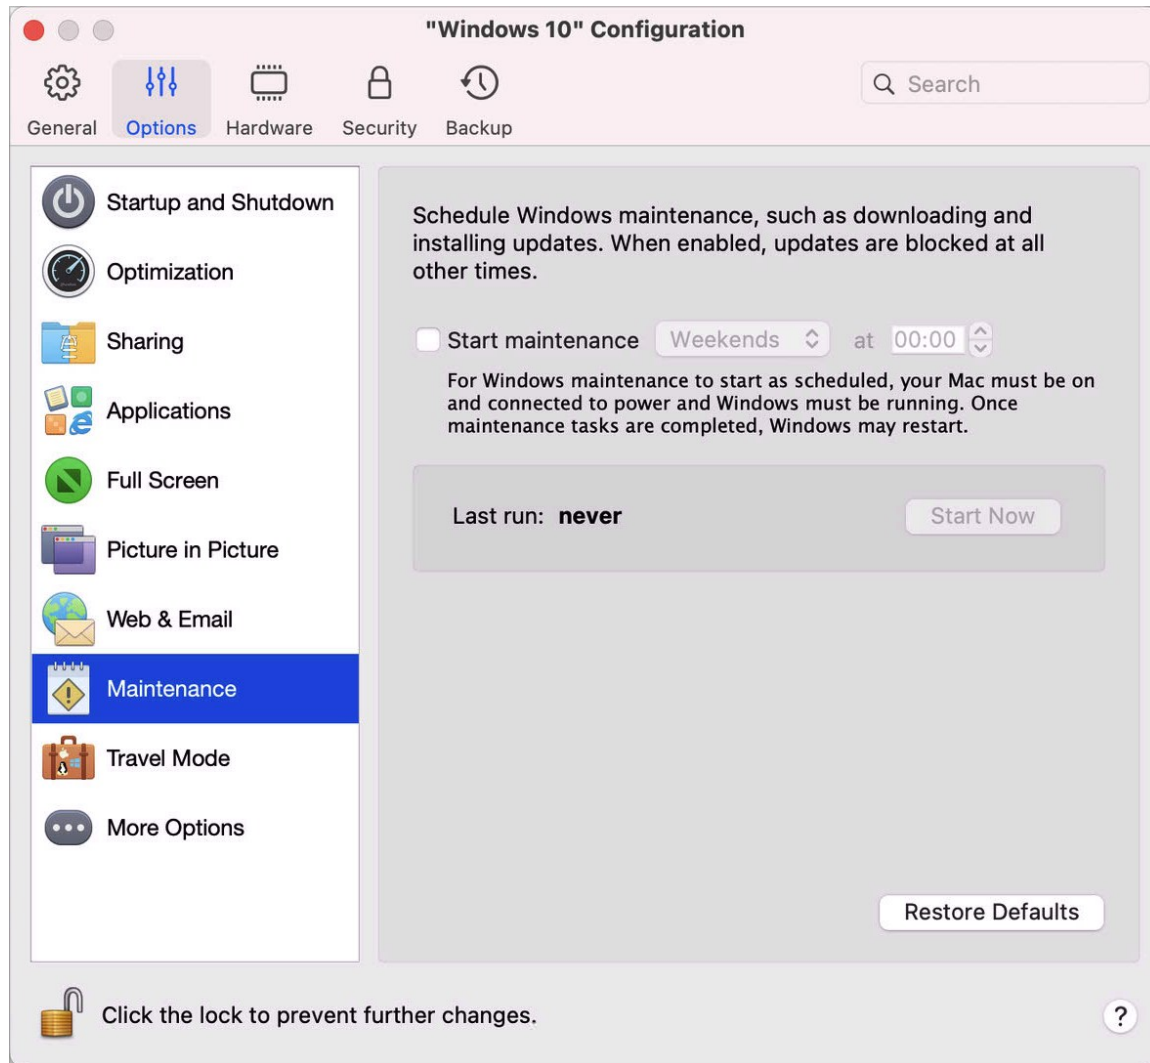 "Windows 10" Configuration
General
Options
Hardware
Security
Backup
Search
Startup and Shutdown
Optimization
Sharing
Applications
Full Screen
Picture in Picture
Web & Email
Maintenance
Travel Mode
More Options
Schedule Windows maintenance, such as downloading and
installing updates. When enabled, updates are blocked at all
other times.
Start maintenance Weekends at 00:00
For Windows maintenance to start as scheduled, your Mac must be on
and connected to power and Windows must be running. Once
maintenance tasks are completed, Windows may restart.
Last run: never Start Now
Restore Defaults
Click the lock to prevent further changes.
?